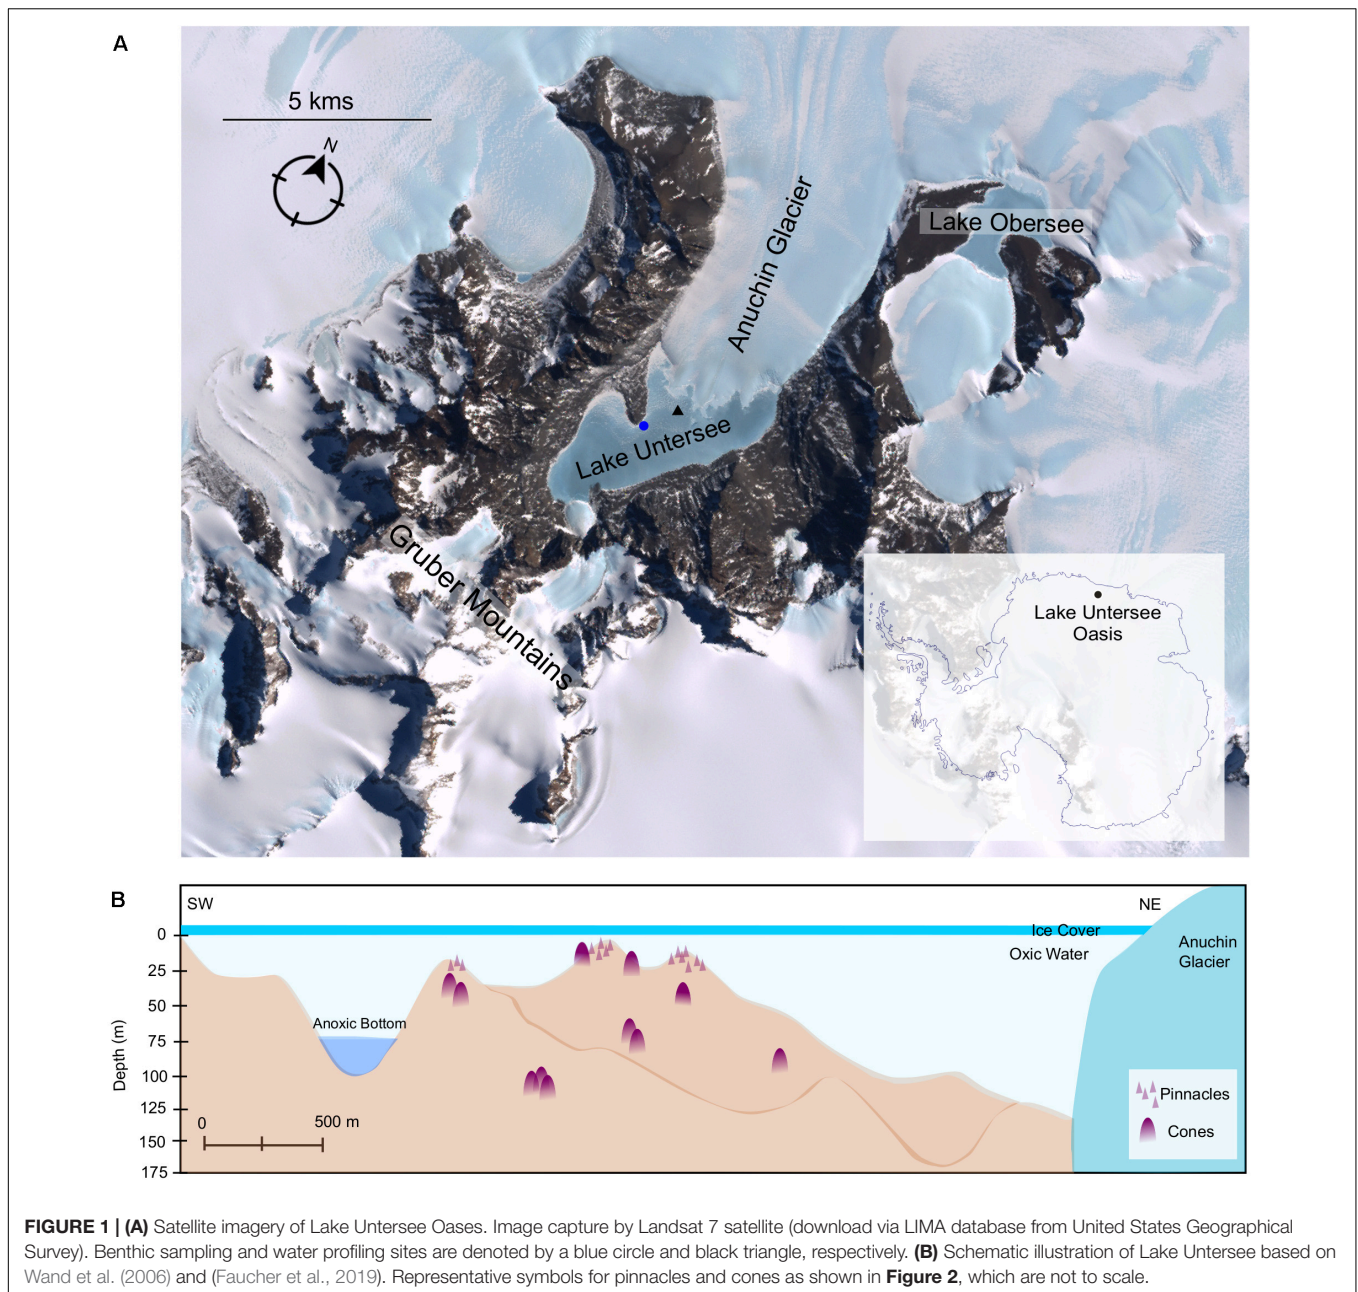 A
5 kms
N
Anuchin Glacier
Lake Obersee
Lake Untersee
Gruber Mountains
Lake Untersee
Oasis
B
SW
NE
0
Ice Cover
Oxic Water
Anuchin
Glacier
25
50
Anoxic Bottom
75
Depth (m)
100
Pinnacles
125
0
500 m
Cones
150
175
FIGURE 1 | (A) Satellite imagery of Lake Untersee Oases. Image capture by Landsat 7 satellite (download via LIMA database from United States Geographical
Survey). Benthic sampling and water profiling sites are denoted by a blue circle and black triangle, respectively. (B) Schematic illustration of Lake Untersee based on
Wand et al. (2006) and (Faucher et al., 2019). Representative symbols for pinnacles and cones as shown in Figure 2, which are not to scale.